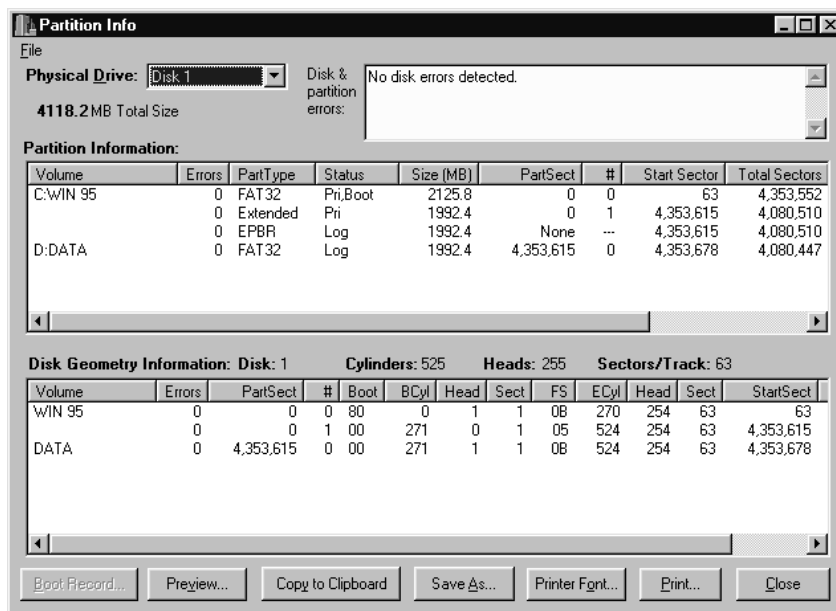 Partition Info
File
Physical Drive: Disk 1
Disk & partition errors:
No disk errors detected.
4118.2 MB Total Size
Partition Information:
Volume Errors PartType Status Size (MB) PartSect # Start Sector Total Sectors
C:WIN 95 0 FAT32 Pri,Boot 2125.8 0 0 63 4,353,552
0 Extended Pri 1992.4 0 1 4,353,615 4,080,510
0 EPBR Log 1992.4 None --- 4,353,615 4,080,510
D:DATA 0 FAT32 Log 1992.4 4,353,615 0 4,353,678 4,080,447
Disk Geometry Information: Disk: 1 Cylinders: 525 Heads: 255 Sectors/Track: 63
Volume Errors PartSect # Boot BCyl Head Sect FS ECyl Head Sect StartSect
WIN 95 0 0 0 80 0 1 1 0B 270 254 63 63
0 0 1 00 271 0 1 05 524 254 63 4,353,615
DATA 0 4,353,615 0 00 271 1 1 0B 524 254 63 4,353,678
Boot Record... Preview... Copy to Clipboard Save As... Printer Font... Print... Close